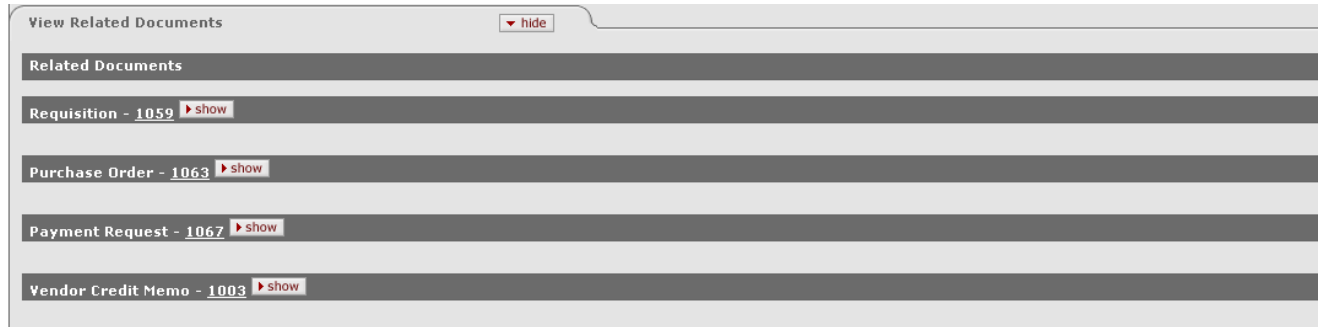 View Related Documents hide
Related Documents
Requisition - 1059 show
Purchase Order - 1063 show
Payment Request - 1067 show
Vendor Credit Memo - 1003 show